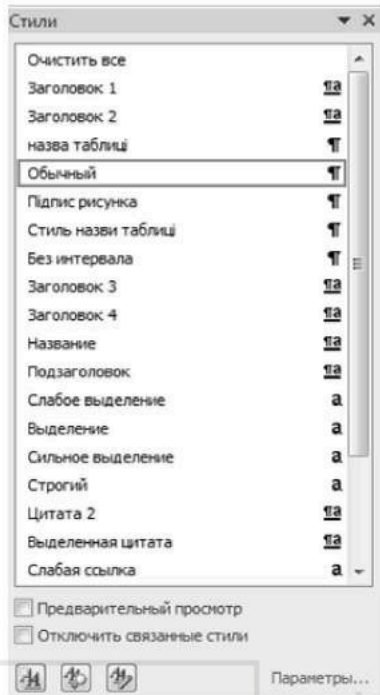 Стили
Очистить все
Заголовок 1 ¶a
Заголовок 2 ¶a
назва таблиці ¶
Обычный ¶
Підпис рисунка ¶
Стиль назви таблиці ¶
Без интервала ¶
Заголовок 3 ¶a
Заголовок 4 ¶a
Название ¶a
Подзаголовок ¶a
Слабое выделение a
Выделение a
Сильное выделение a
Строгий a
Цитата 2 ¶a
Выделенная цитата ¶a
Слабая ссылка a
Предварительный просмотр
Отключить связанные стили
Параметры...